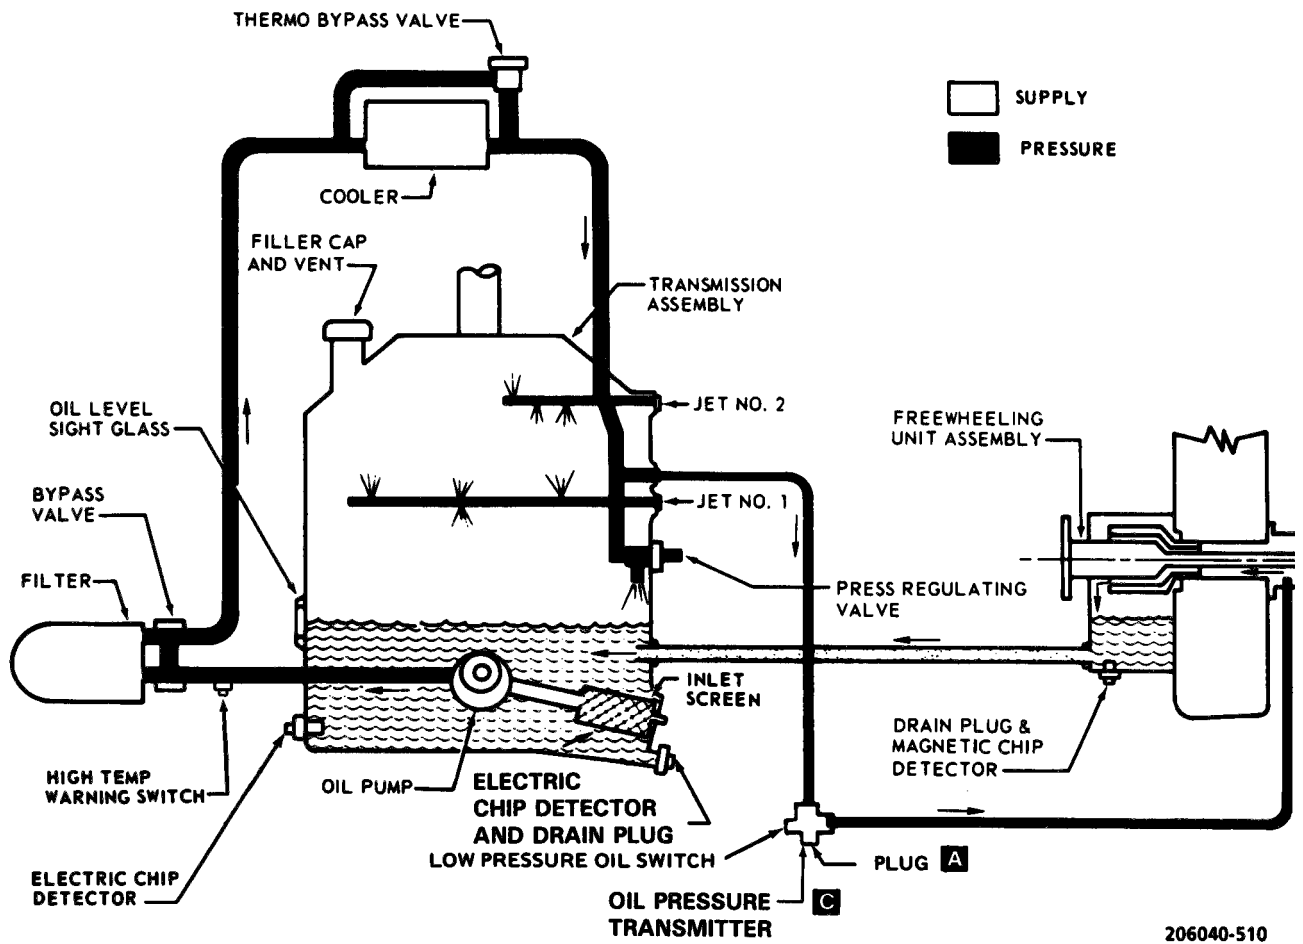 THERMO BYPASS VALVE
SUPPLY
PRESSURE
COOLER
FILLER CAP
AND VENT
TRANSMISSION
ASSEMBLY
OIL LEVEL
SIGHT GLASS
JET NO. 2
FREEWHEELING
UNIT ASSEMBLY
BYPASS
VALVE
JET NO. 1
FILTER
PRESS REGULATING
VALVE
INLET
SCREEN
DRAIN PLUG &
MAGNETIC CHIP
DETECTOR
HIGH TEMP
WARNING SWITCH
OIL PUMP
ELECTRIC
CHIP DETECTOR
AND DRAIN PLUG
LOW PRESSURE OIL SWITCH
PLUG A
ELECTRIC CHIP
DETECTOR
OIL PRESSURE C
TRANSMITTER
206040-510